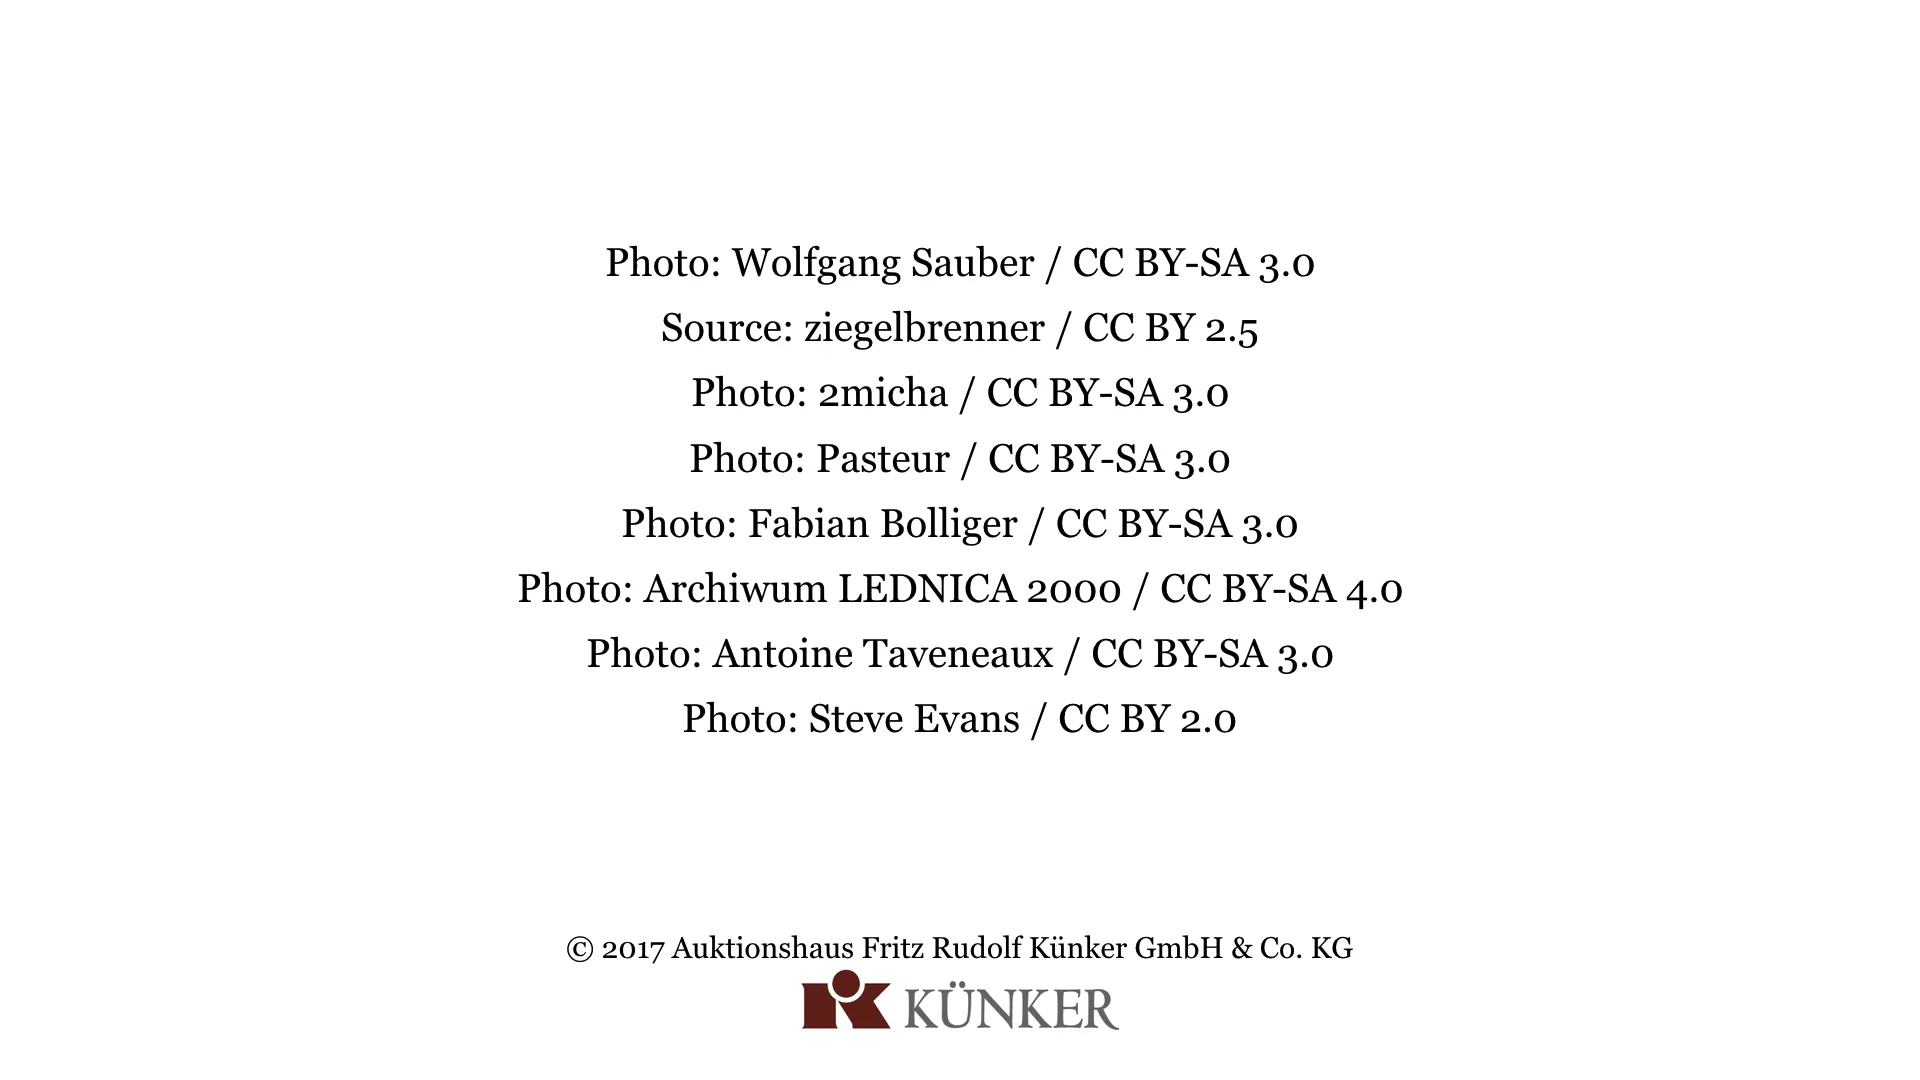 Photo: Wolfgang Sauber / CC BY-SA 3.0
Source: ziegelbrenner / CC BY 2.5
Photo: 2micha / CC BY-SA 3.0
Photo: Pasteur / CC BY-SA 3.0
Photo: Fabian Bolliger / CC BY-SA 3.0
Photo: Archiwum LEDNICA 2000 / CC BY-SA 4.0
Photo: Antoine Taveneaux / CC BY-SA 3.0
Photo: Steve Evans / CC BY 2.0
© 2017 Auktionshaus Fritz Rudolf Künker GmbH & Co. KG
KÜNKER